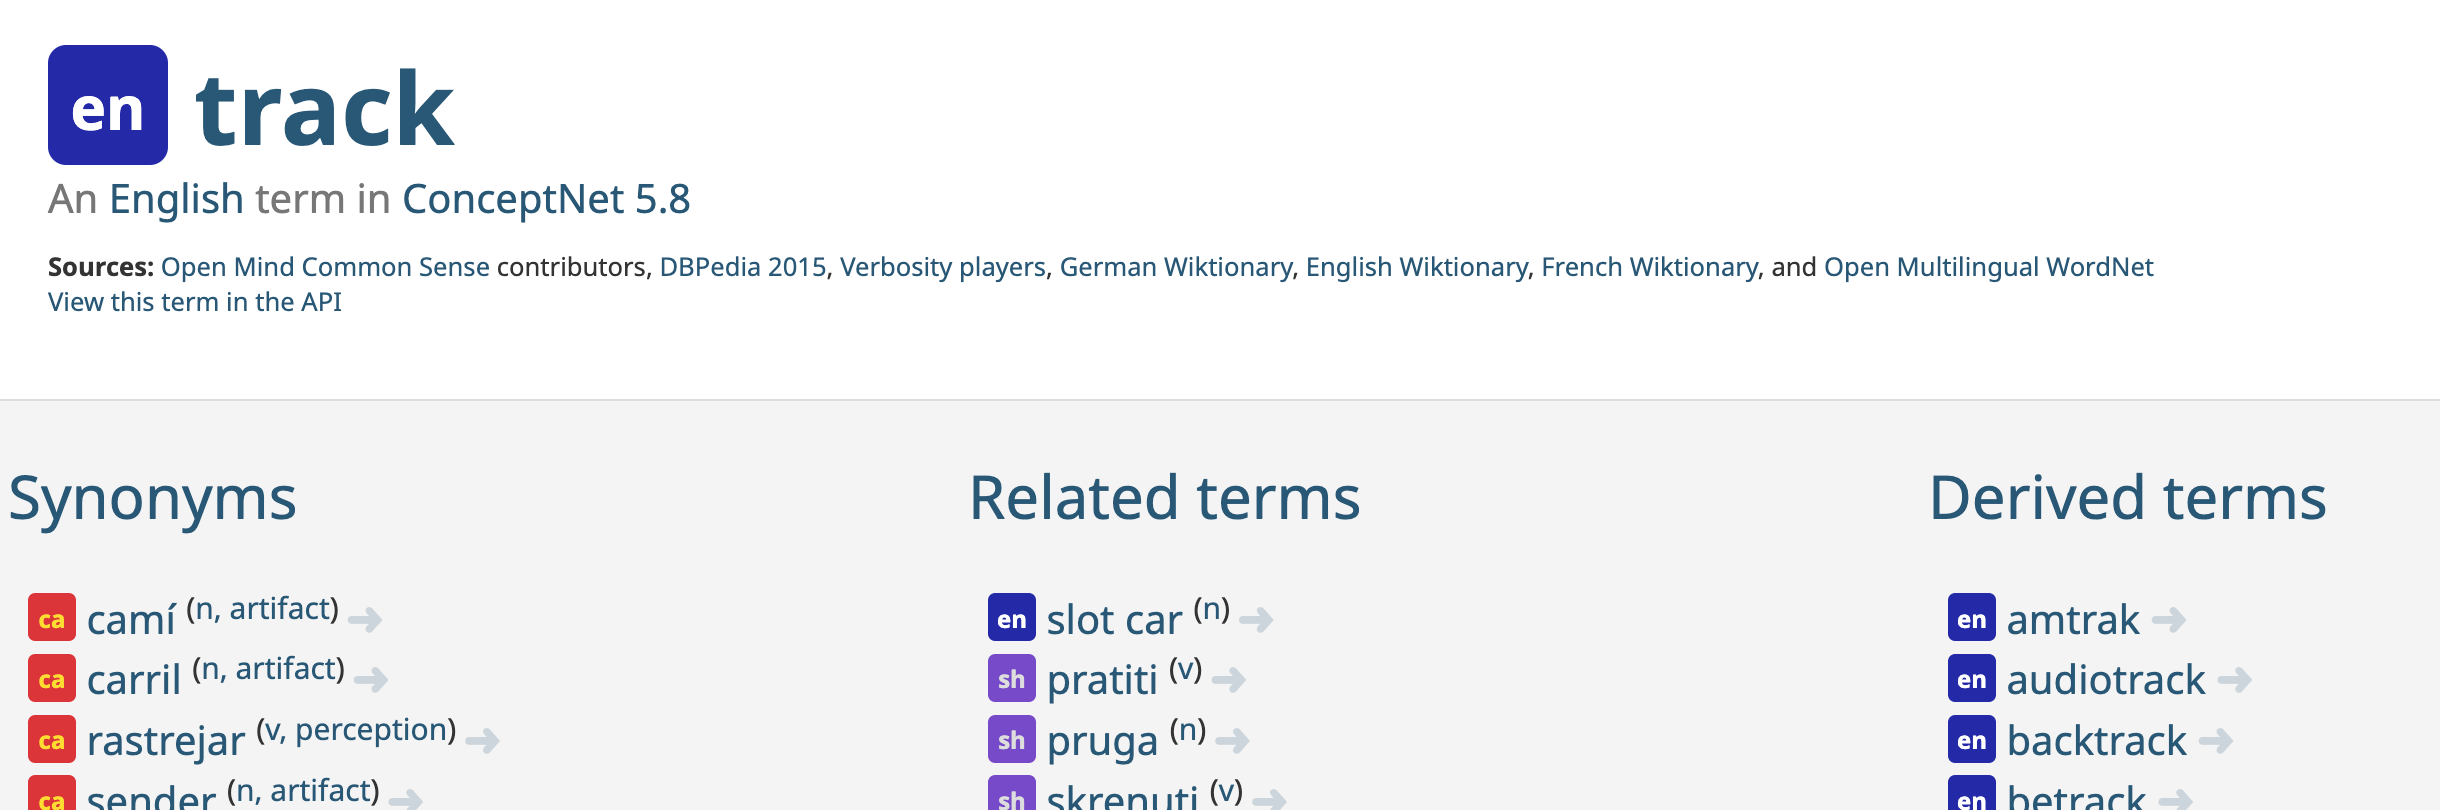 en track
An English term in ConceptNet 5.8
Sources: Open Mind Common Sense contributors, DBPedia 2015, Verbosity players, German Wiktionary, English Wiktionary, French Wiktionary, and Open Multilingual WordNet
View this term in the API
Synonyms
ca camí (n, artifact) ➜
ca carril (n, artifact) ➜
ca rastrejar (v, perception) ➜
ca sender (n, artifact) ➜
Related terms
en slot car (n) ➜
sh pratiti (v) ➜
sh pruga (n) ➜
sh skrenuti (v) ➜
Derived terms
en amtrak ➜
en audiotrack ➜
en backtrack ➜
en betrack ➜